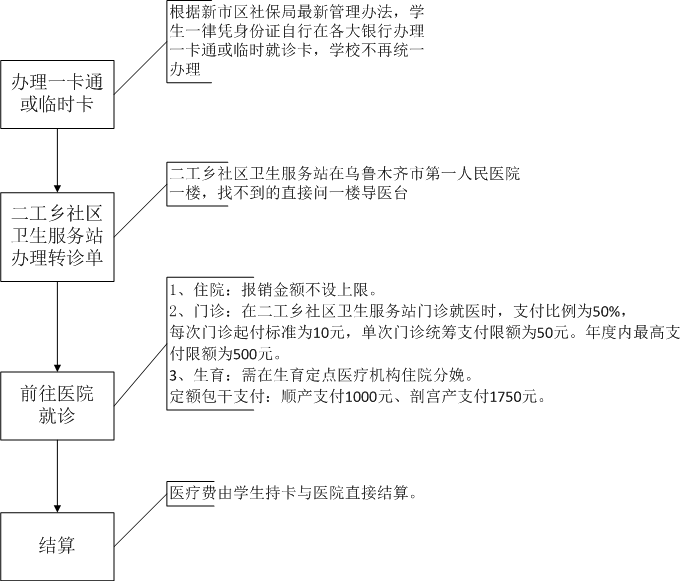 根据新市区社保局最新管理办法，学
生一律凭身份证自行在各大银行办理
一卡通或临时就诊卡，学校不再统一
办理
办理一卡通
或临时卡
二工乡社区卫生服务站在乌鲁木齐市第一人民医院
一楼，找不到的直接问一楼导医台
二工乡社区
卫生服务站
办理转诊单
1、住院：报销金额不设上限。
2、门诊：在二工乡社区卫生服务站门诊就医时，支付比例为50%，
每次门诊起付标准为10元，单次门诊统筹支付限额为50元。年度内最高支
付限额为500元。
3、生育：需在生育定点医疗机构住院分娩。
定额包干支付：顺产支付1000元、剖宫产支付1750元。
前往医院
就诊
医疗费由学生持卡与医院直接结算。
结算